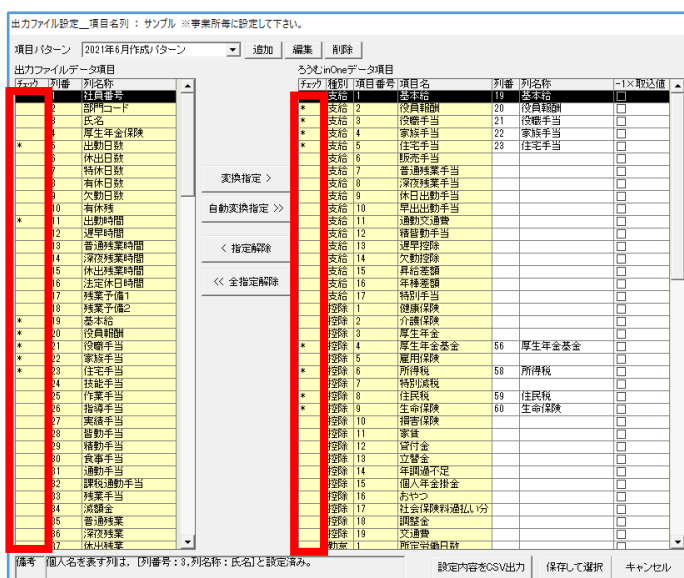 出力ファイル設定__項目名列 ： サンプル ※事業所毎に設定して下さい。
項目パターン 2021年6月作成パターン 追加 編集 削除
出力ファイルデータ項目
チェック 列番 列名称
1 社員番号
2 部門コード
3 氏名
4 厚生年金保険
* 5 出勤日数
6 休出日数
7 特休日数
8 有休日数
9 欠勤日数
10 有休残
* 11 出勤時間
12 遅早時間
13 普通残業時間
14 深夜残業時間
15 休出残業時間
16 法定休日時間
17 残業予備1
18 残業予備2
* 19 基本給
* 20 役員報酬
* 21 役職手当
* 22 家族手当
* 23 住宅手当
24 技能手当
25 作業手当
26 指導手当
27 実績手当
28 皆勤手当
29 精勤手当
30 食事手当
31 通勤手当
32 課税通勤手当
33 残業手当
34 減額金
35 普通残業
36 深夜残業
37 休出残業
変換指定 >
自動変換指定 >>
< 指定解除
<< 全指定解除
ろうむinOneデータ項目
チェック 種別 項目番号 項目名 列番 列名称 -1×取込値
支給 1 基本給 19 基本給
* 支給 2 役員報酬 20 役員報酬
* 支給 3 役職手当 21 役職手当
* 支給 4 家族手当 22 家族手当
* 支給 5 住宅手当 23 住宅手当
支給 6 販売手当
支給 7 普通残業手当
支給 8 深夜残業手当
支給 9 休日出勤手当
支給 10 早出出勤手当
支給 11 通勤交通費
支給 12 精皆勤手当
支給 13 遅早控除
支給 14 欠勤控除
支給 15 昇給差額
支給 16 年棒差額
支給 17 特別手当
控除 1 健康保険
控除 2 介護保険
控除 3 厚生年金
* 控除 4 厚生年金基金 56 厚生年金基金
控除 5 雇用保険
* 控除 6 所得税 58 所得税
控除 7 特別減税
* 控除 8 住民税 59 住民税
* 控除 9 生命保険 60 生命保険
控除 10 損害保険
控除 11 家賃
控除 12 貸付金
控除 13 立替金
控除 14 年調過不足
控除 15 個人年金掛金
控除 16 おやつ
控除 17 社会保険料過払い分
控除 18 調整金
控除 19 交通費
勤怠 1 所定労働日数
備考 個人名を表す列は、[列番号：3,列名称：氏名]と設定済み。
設定内容をCSV出力 保存して選択 キャンセル